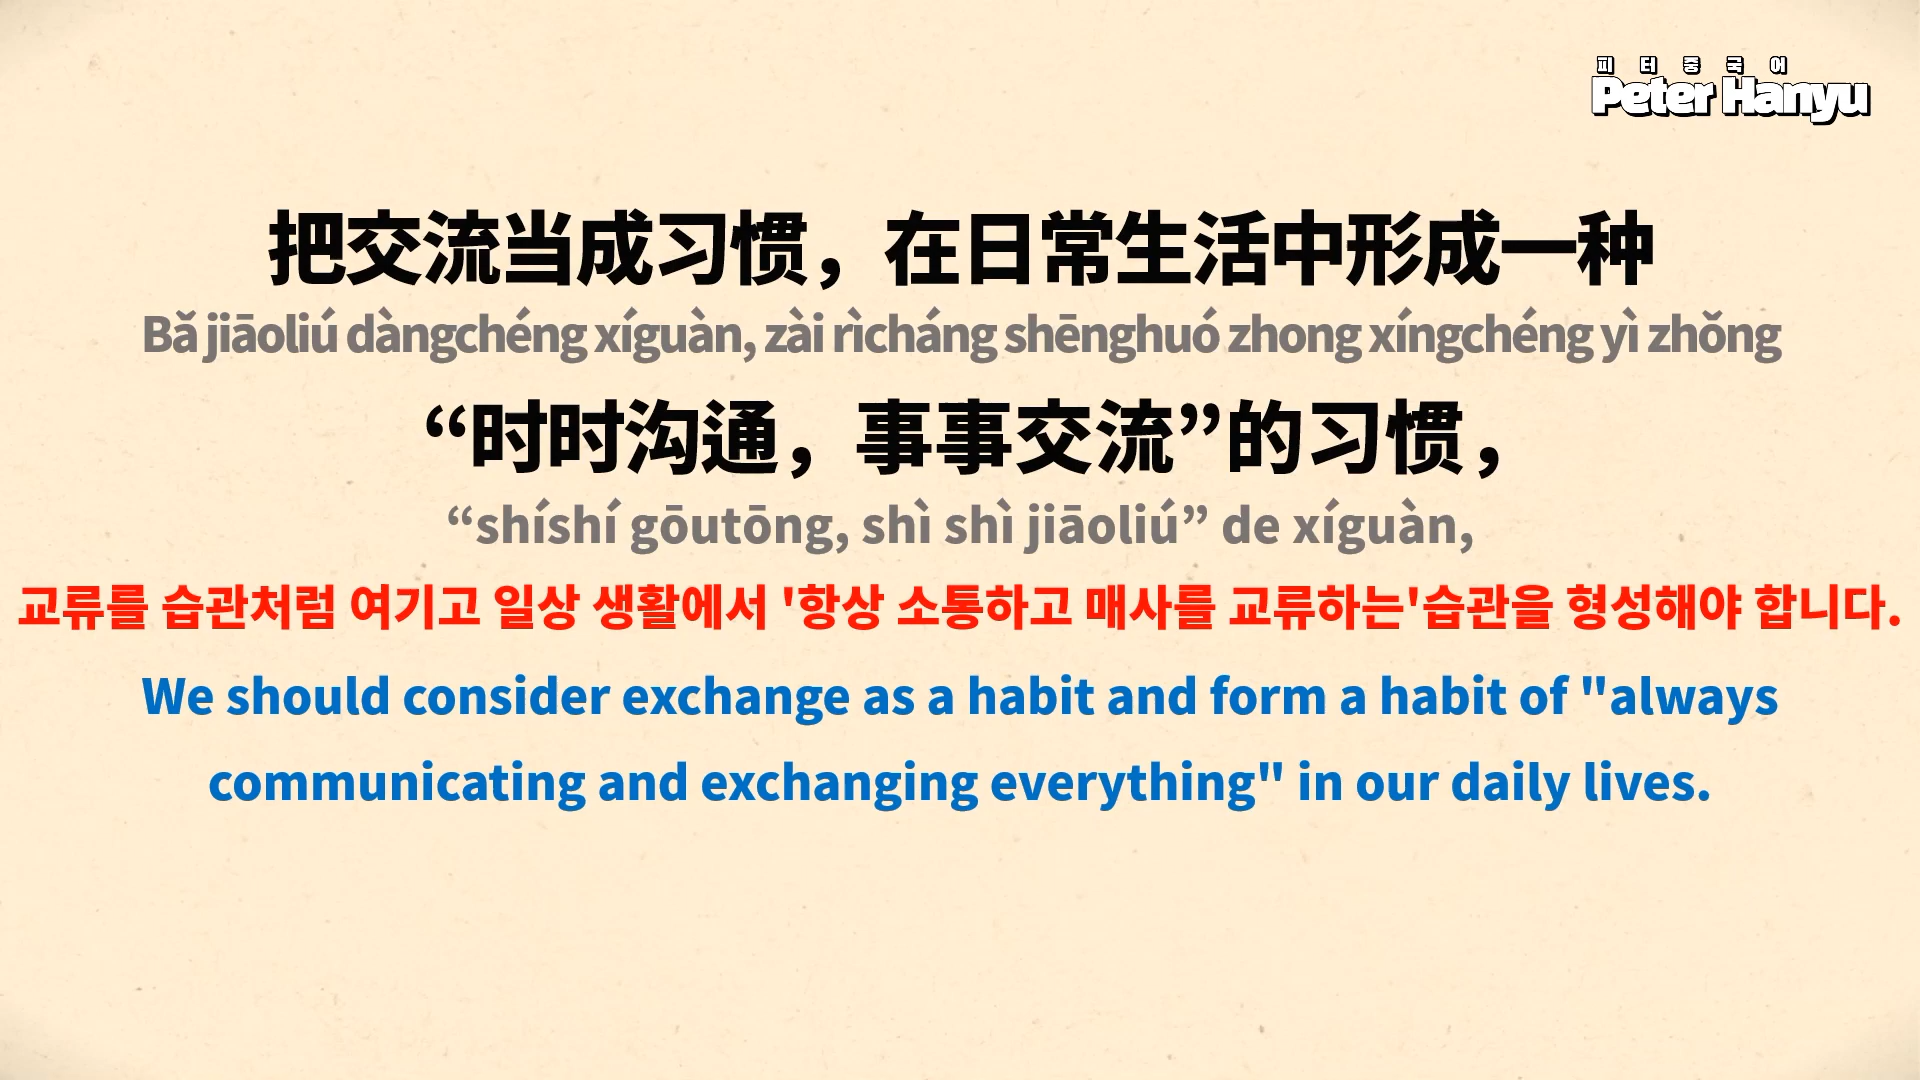 피터중국어
Peter Hanyu
把交流当成习惯，在日常生活中形成一种
Bǎ jiāoliú dàngchéng xíguàn, zài rìcháng shēnghuó zhong xíngchéng yì zhǒng
“时时沟通，事事交流”的习惯，
“shíshí gōutōng, shì shì jiāoliú” de xíguàn,
교류를 습관처럼 여기고 일상 생활에서 '항상 소통하고 매사를 교류하는'습관을 형성해야 합니다.
We should consider exchange as a habit and form a habit of "always
communicating and exchanging everything" in our daily lives.